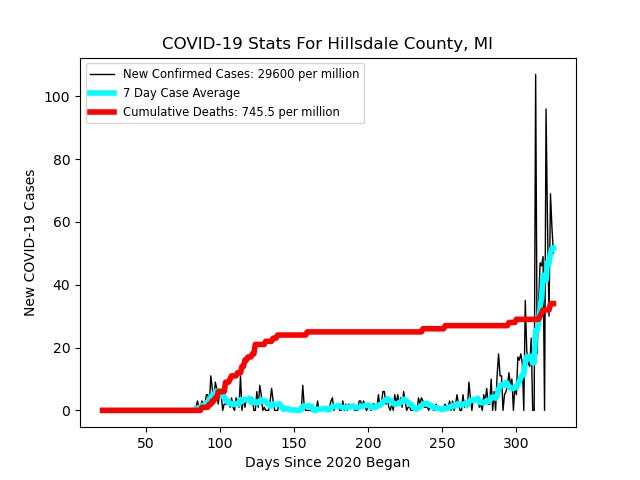 COVID-19 Stats For Hillsdale County, MI
New Confirmed Cases: 29600 per million
7 Day Case Average
Cumulative Deaths: 745.5 per million
New COVID-19 Cases
100
80
60
40
20
0
50 100 150 200 250 300
Days Since 2020 Began